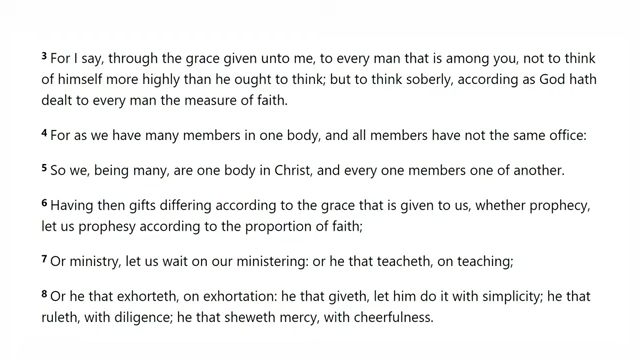 3 For I say, through the grace given unto me, to every man that is among you, not to think
of himself more highly than he ought to think; but to think soberly, according as God hath
dealt to every man the measure of faith.
4 For as we have many members in one body, and all members have not the same office:
5 So we, being many, are one body in Christ, and every one members one of another.
6 Having then gifts differing according to the grace that is given to us, whether prophecy,
let us prophesy according to the proportion of faith;
7 Or ministry, let us wait on our ministering: or he that teacheth, on teaching;
8 Or he that exhorteth, on exhortation: he that giveth, let him do it with simplicity; he that
ruleth, with diligence; he that sheweth mercy, with cheerfulness.